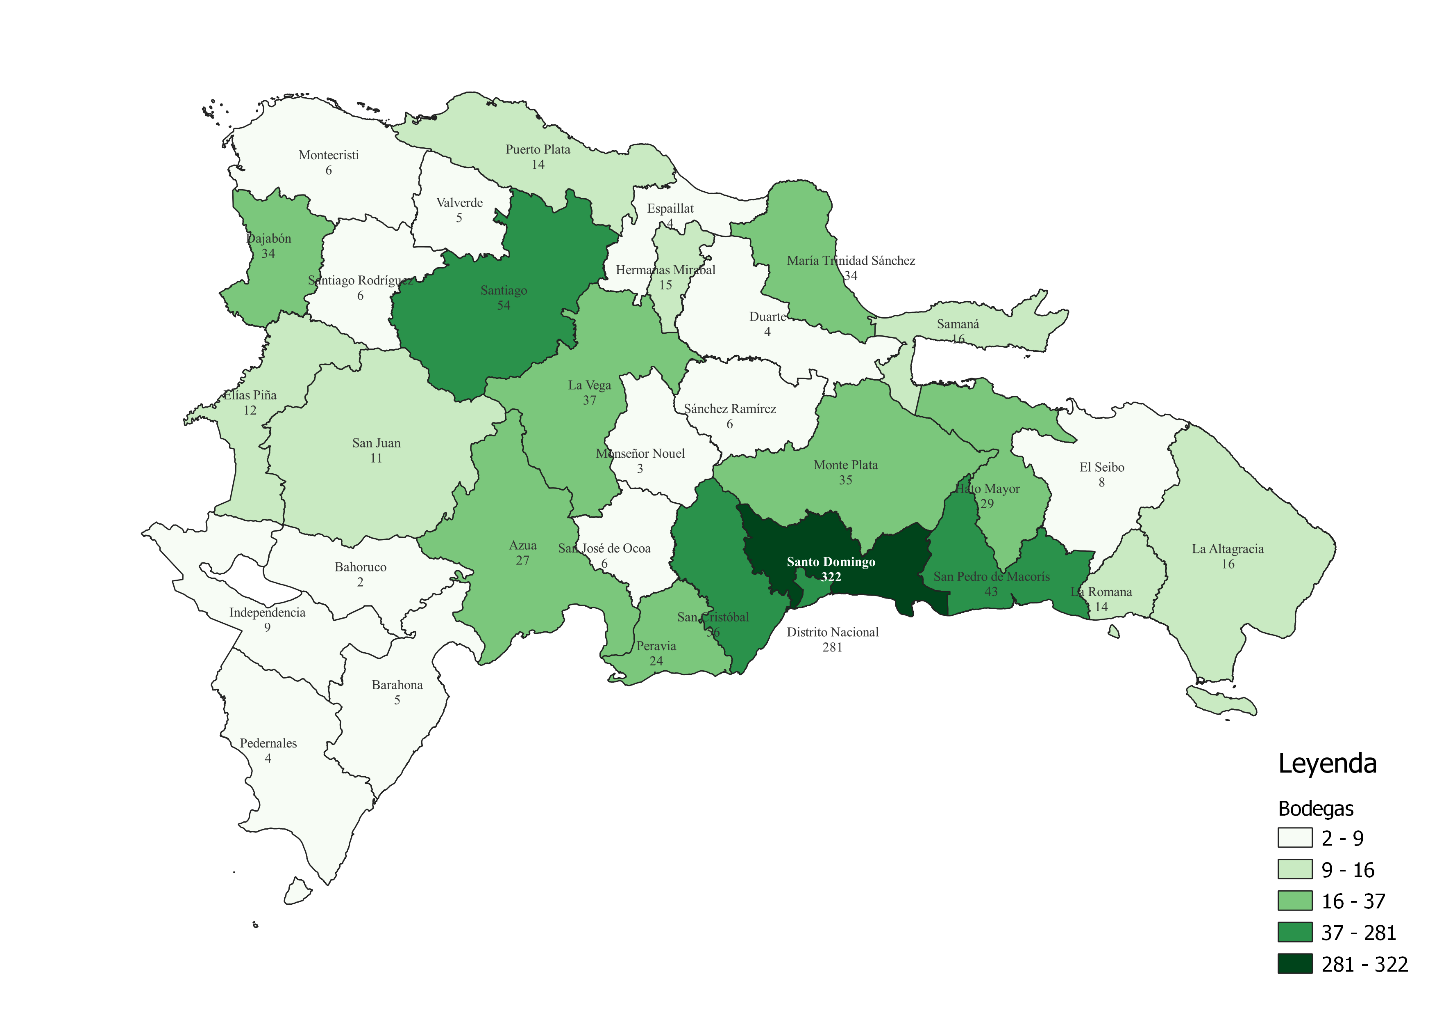 Montecristi
6
Puerto Plata
14
Valverde
5
Espaillat
4
Dajabón
34
María Trinidad Sánchez
34
Santiago Rodríguez
6
Hermanas Mirabal
15
Santiago
54
Duarte
4
Samaná
16
La Vega
37
Elías Piña
12
Sánchez Ramírez
6
San Juan
11
Monseñor Nouel
3
Monte Plata
35
El Seibo
8
Hato Mayor
29
Azua
27
San José de Ocoa
6
La Altagracia
16
Bahoruco
2
Santo Domingo
322
San Pedro de Macorís
43
La Romana
14
Independencia
9
San Cristóbal
56
Distrito Nacional
281
Peravia
24
Barahona
5
Pedernales
4
Leyenda
Bodegas
2 - 9
9 - 16
16 - 37
37 - 281
281 - 322